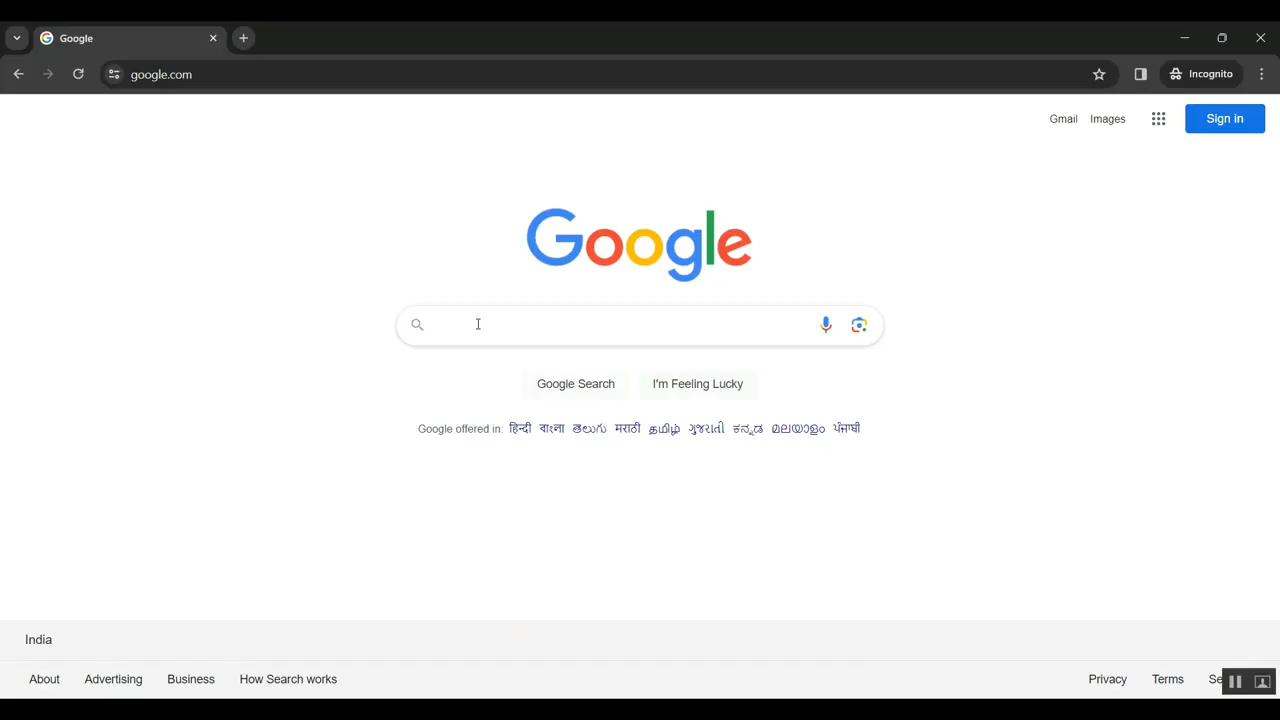 Google
google.com
Incognito
Gmail Images Sign in
Google
Google Search I'm Feeling Lucky
Google offered in: हिन्दी বাংলা తెలుగు मराठी தமிழ் ગુજરાતી ಕನ್ನಡ മലയാളം ਪੰਜਾਬੀ
India
About Advertising Business How Search works Privacy Terms Se